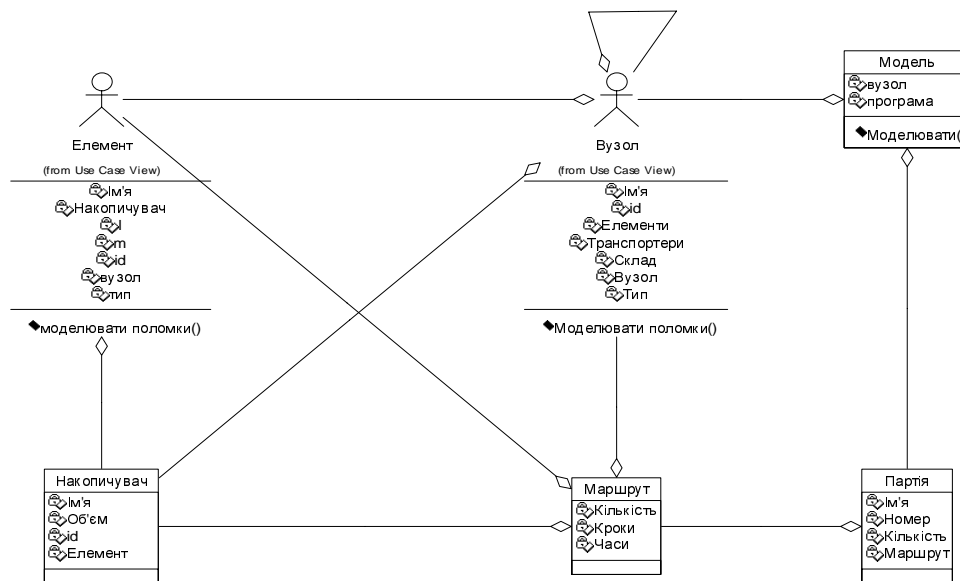 Елемент
(from Use Case View)
Ім'я
Накопичувач
l
m
id
вузол
тип
моделювати поломки()
Вузол
(from Use Case View)
Ім'я
id
Елементи
Транспортери
Склад
Вузол
Тип
Моделювати поломки()
Модель
вузол
програма
Моделювати(
Накопичувач
Ім'я
Об'єм
id
Елемент
Маршрут
Кількість
Кроки
Часи
Партія
Ім'я
Номер
Кількість
Маршрут